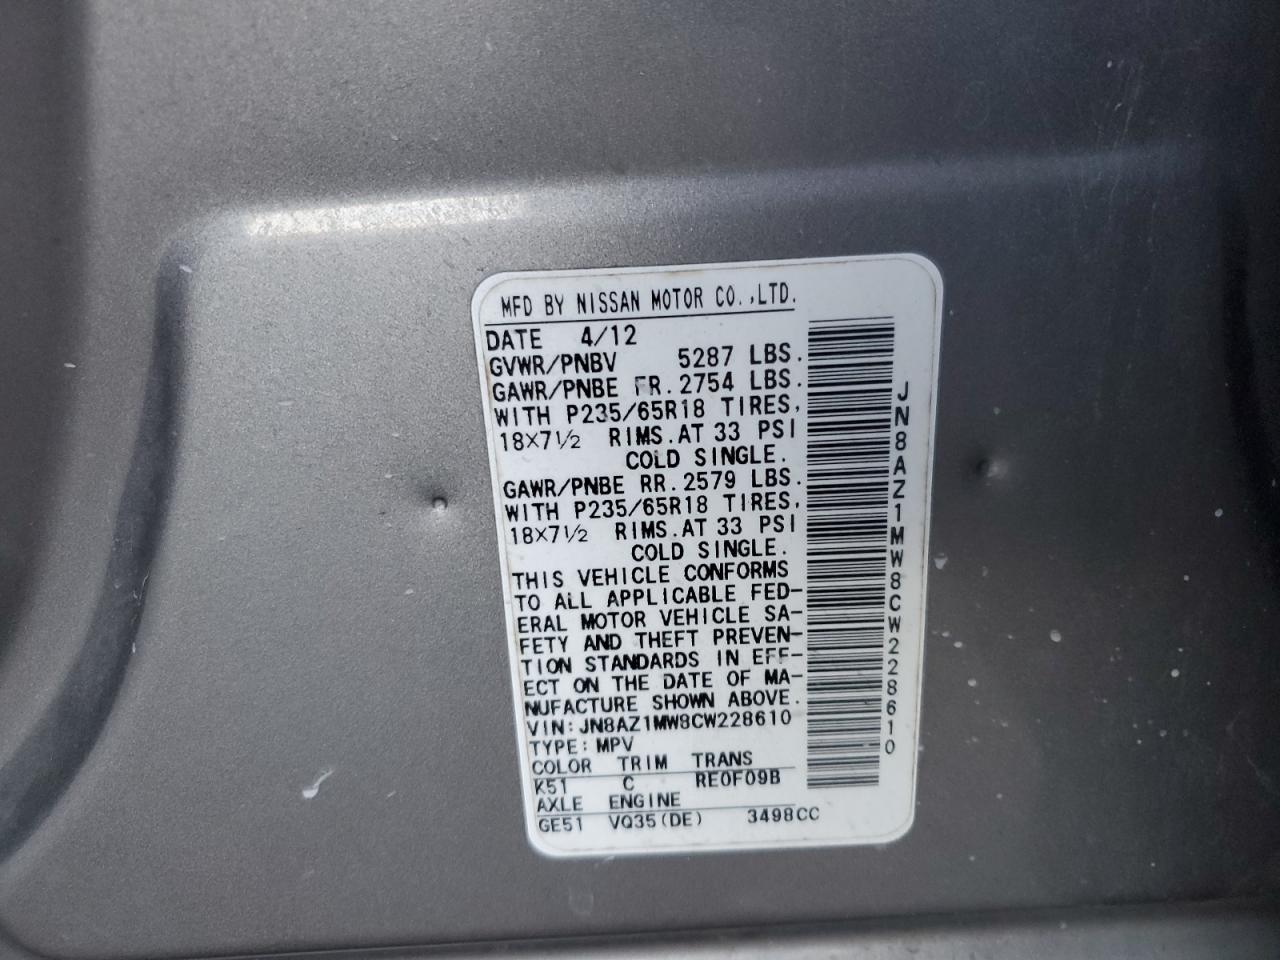 MFD BY NISSAN MOTOR CO.,LTD.
DATE 4/12
GVWR/PNBV 5287 LBS.
GAWR/PNBE FR.2754 LBS.
WITH P235/65R18 TIRES,
18×7 1/2 RIMS.AT 33 PSI
COLD SINGLE.
GAWR/PNBE RR.2579 LBS.
WITH P235/65R18 TIRES,
18×7 1/2 RIMS.AT 33 PSI
COLD SINGLE.
THIS VEHICLE CONFORMS
TO ALL APPLICABLE FED-
ERAL MOTOR VEHICLE SA-
FETY AND THEFT PREVEN-
TION STANDARDS IN EFF-
ECT ON THE DATE OF MA-
NUFACTURE SHOWN ABOVE.
VIN:JN8AZ1MW8CW228610
TYPE:MPV
COLOR TRIM TRANS
K51 C RE0F09B
AXLE ENGINE
GE51 VQ35(DE) 3498CC
JN8AZ1MW8CW228610